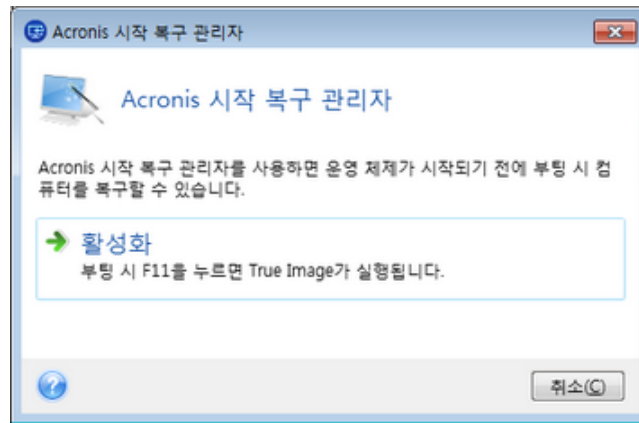 Acronis 시작 복구 관리자
Acronis 시작 복구 관리자
Acronis 시작 복구 관리자를 사용하면 운영 체제가 시작되기 전에 부팅 시 컴
퓨터를 복구할 수 있습니다.
활성화
부팅 시 F11을 누르면 True Image가 실행됩니다.
취소(C)